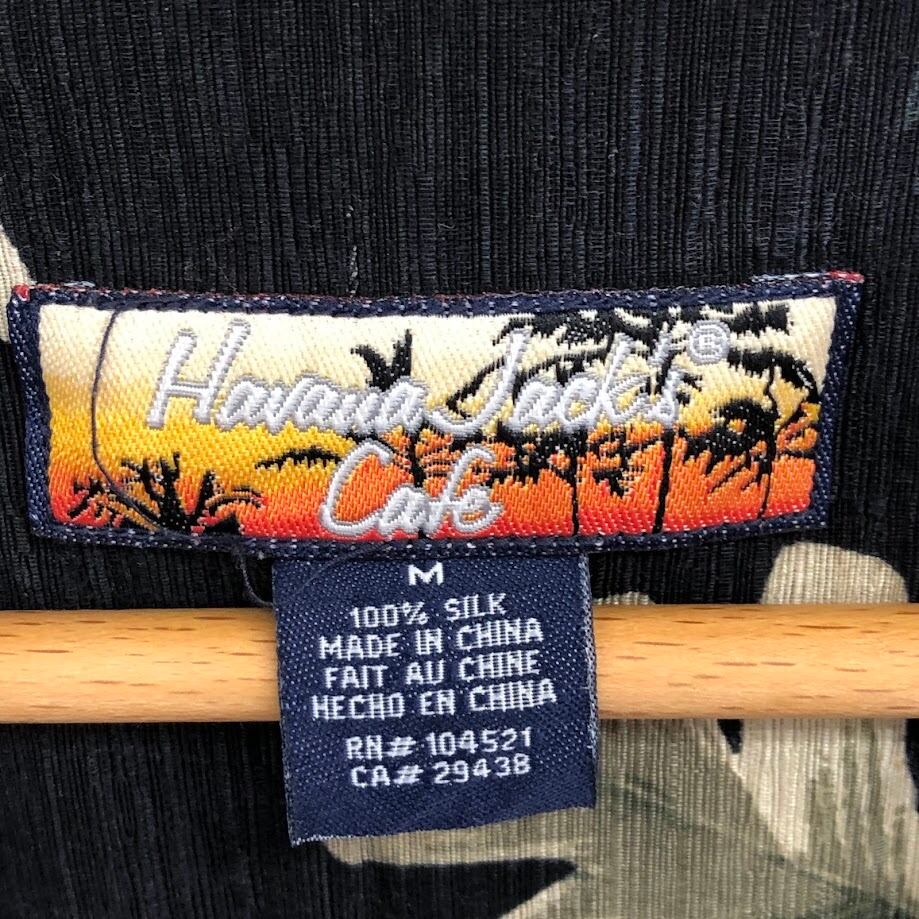 Havana Jack's®
Cafe
M
100% SILK
MADE IN CHINA
FAIT AU CHINE
HECHO EN CHINA
RN# 104521
CA# 29438